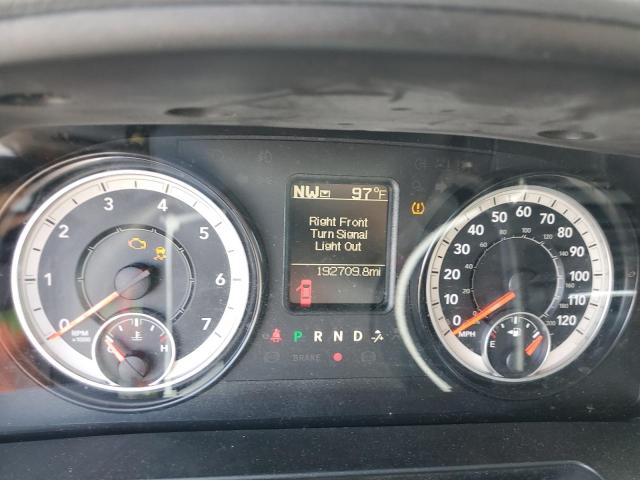 NW 97°F
Right Front
Turn Signal
Light Out
192709.8mi
0 1 2 3 4 5 6 7
RPM
x1000
C H
P R N D
BRAKE
0 10 20 30 40 50 60 70 80 90 100 110 120
MPH
E